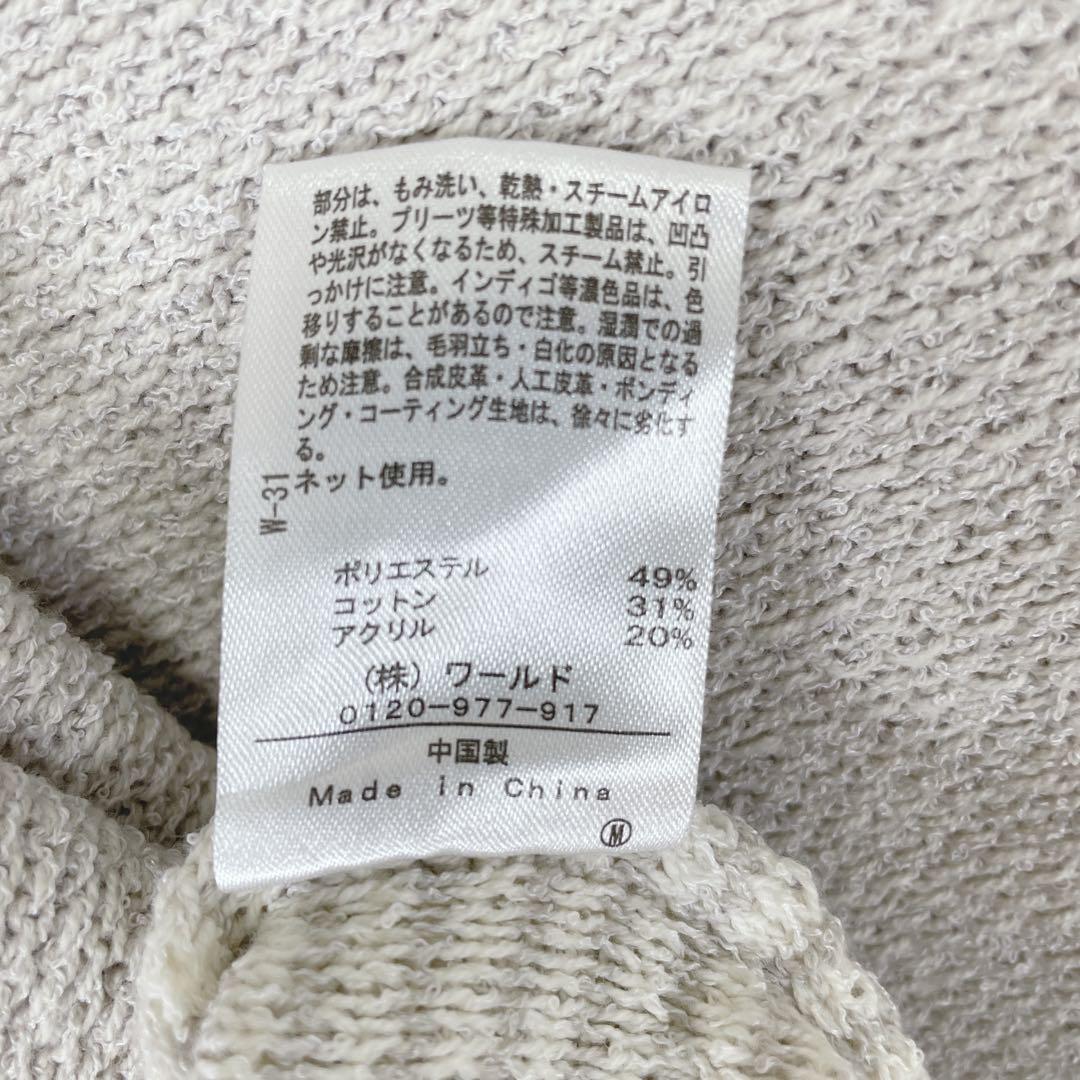 部分は、もみ洗い、乾熱・スチームアイロ
ン禁止。プリーツ等特殊加工製品は、凹凸
や光沢がなくなるため、スチーム禁止。引
っかけに注意。インディゴ等濃色品は、色
移りすることがあるので注意。湿潤での過
剰な摩擦は、毛羽立ち・白化の原因となる
ため注意。合成皮革・人工皮革・ボンディ
ング・コーティング生地は、徐々に劣化す
る。
ネット使用。
W-31
ポリエステル 49%
コットン 31%
アクリル 20%
(株)ワールド
0120-977-917
中国製
Made in China
Ⓜ